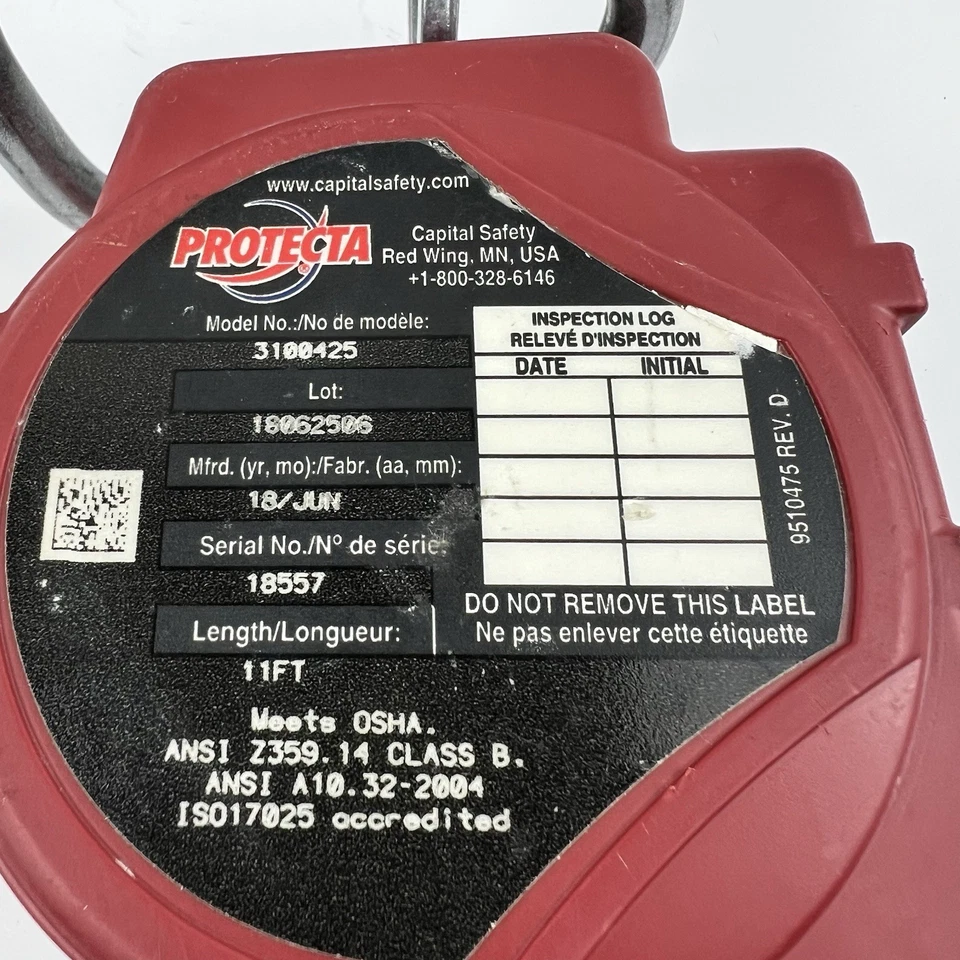 www.capitalsafety.com
PROTECTA
®
Capital Safety
Red Wing, MN, USA
+1-800-328-6146
Model No.:/No de modèle:
3100425
Lot:
18062506
Mfrd. (yr, mo):/Fabr. (aa, mm):
18/JUN
Serial No./N° de série:
18557
Length/Longueur:
11FT
INSPECTION LOG
RELEVÉ D'INSPECTION
DATE INITIAL
9510475 REV. D
DO NOT REMOVE THIS LABEL
Ne pas enlever cette étiquette
Meets OSHA.
ANSI Z359.14 CLASS B.
ANSI A10.32-2004
ISO17025 accredited